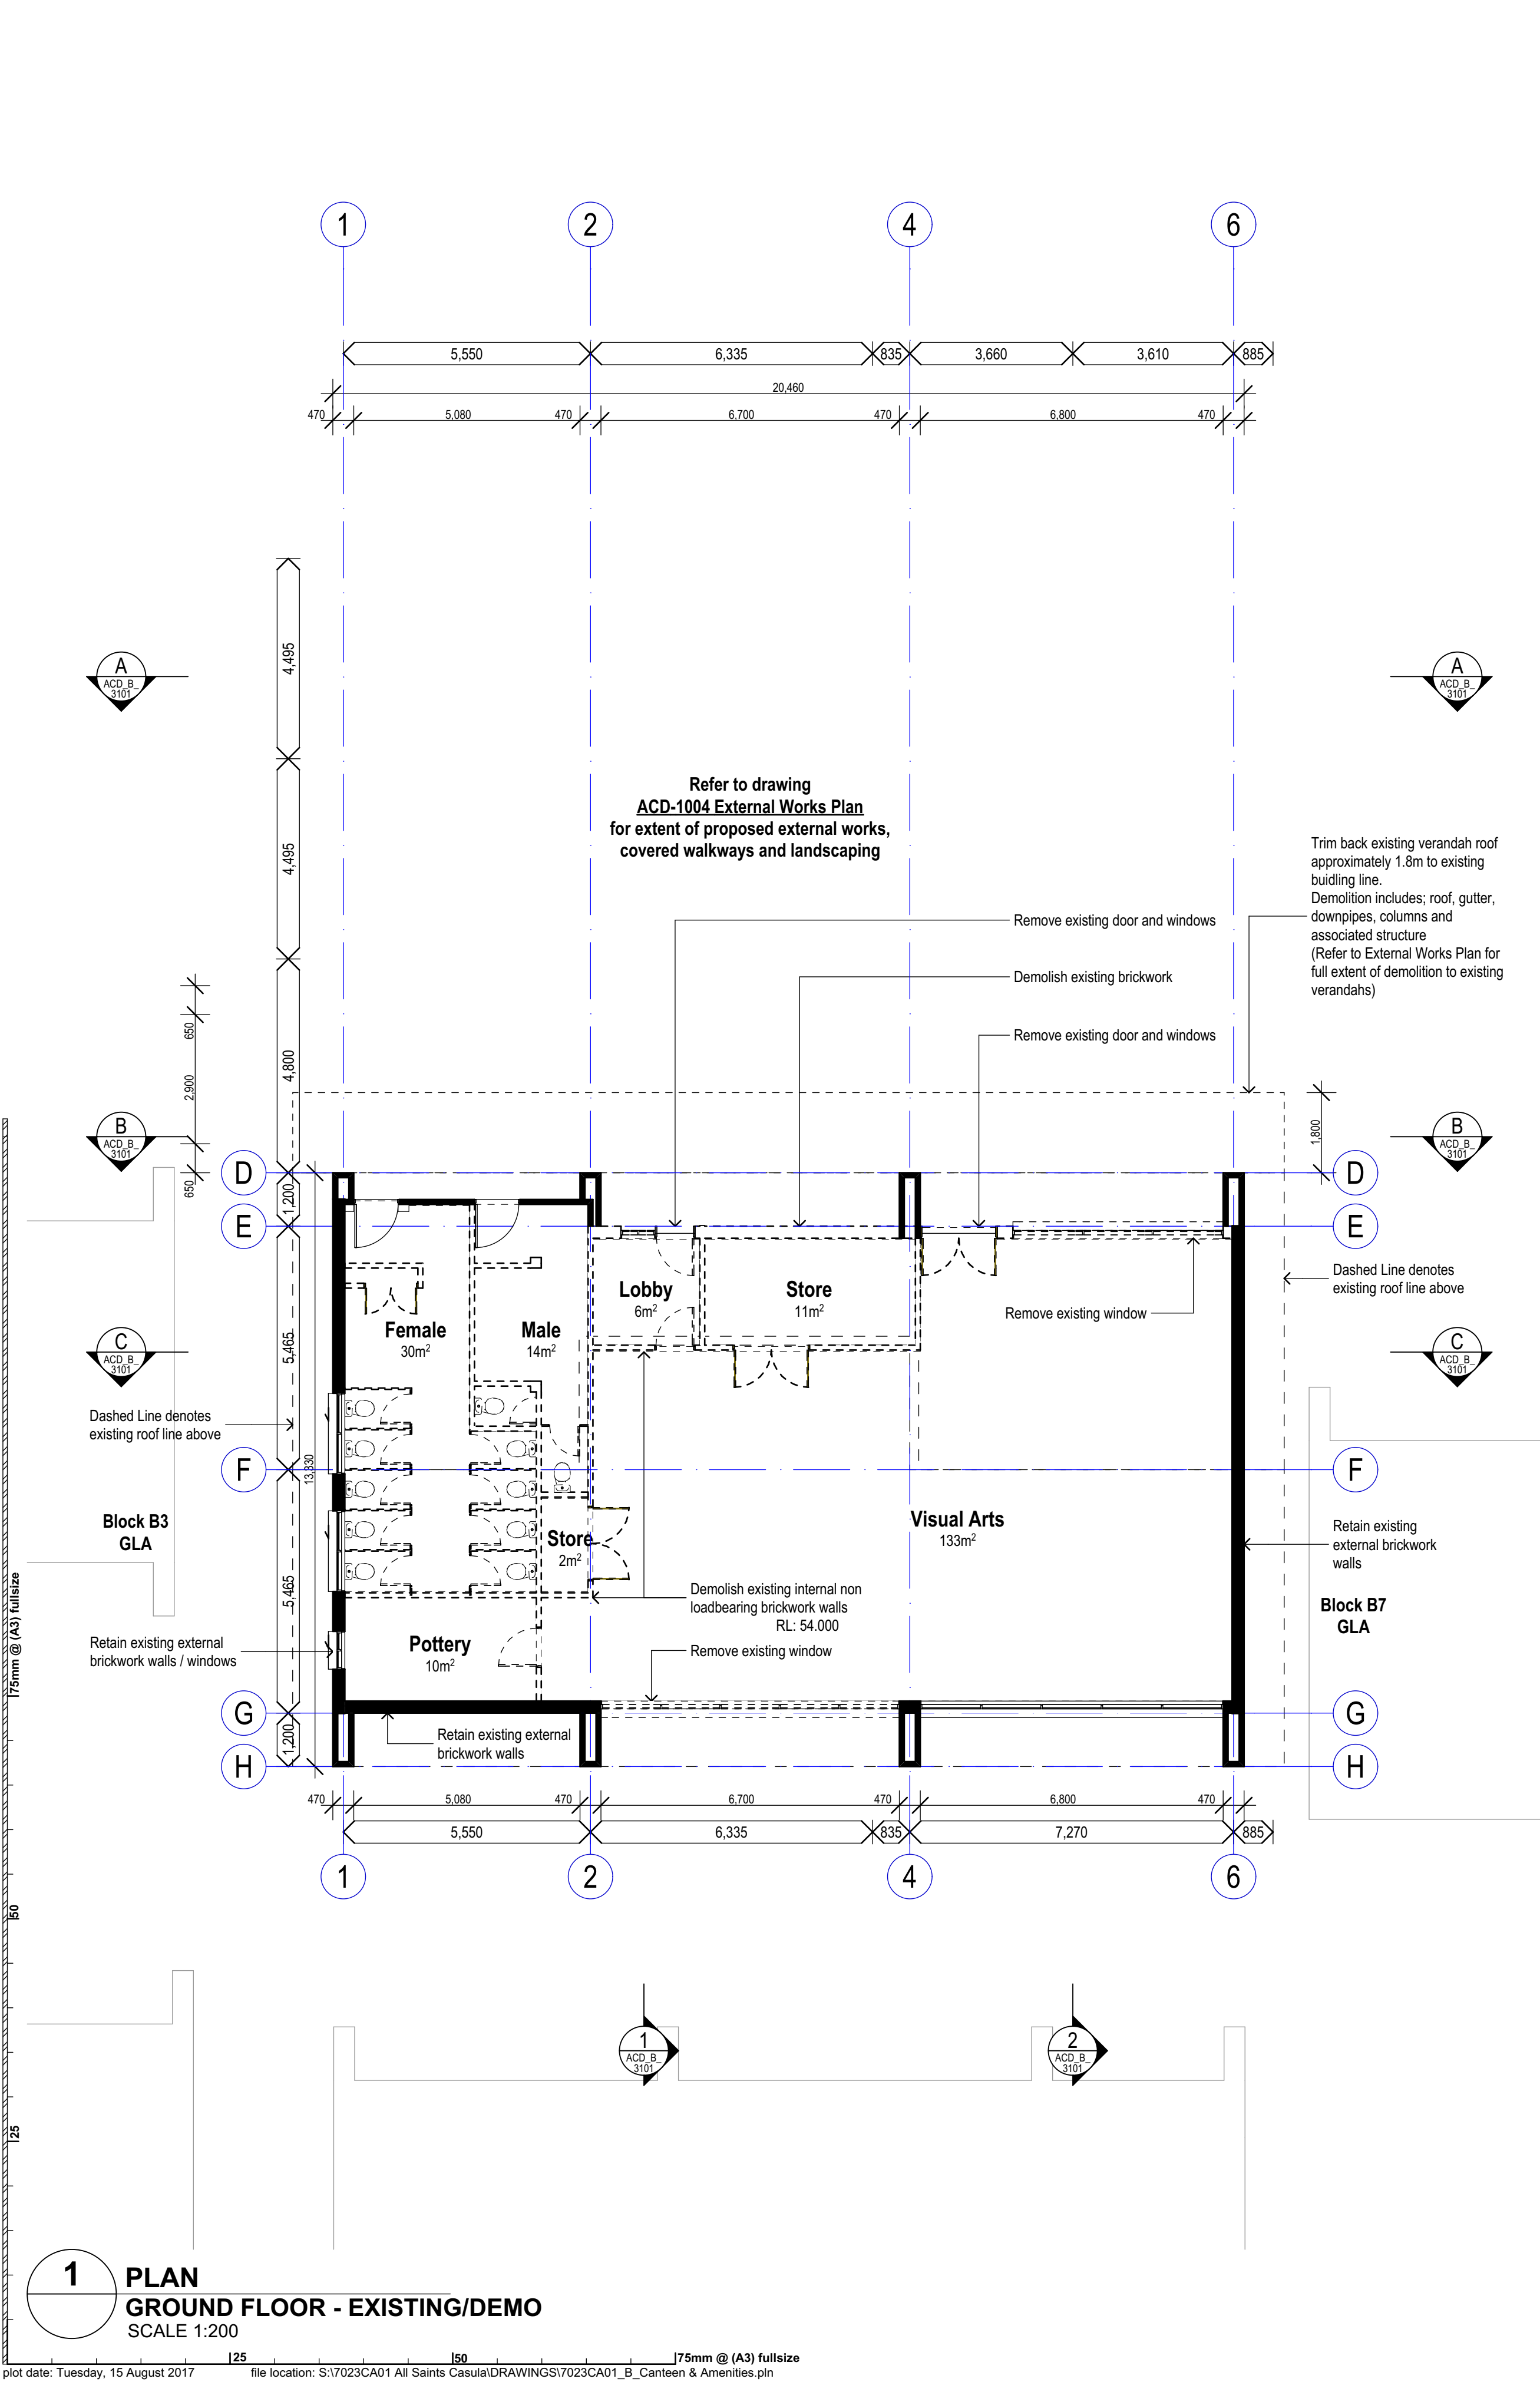 1
2
4
6
5,550
6,335
835
3,660
3,610
885
20,460
470
5,080
470
6,700
470
6,800
470
4,495
4,495
4,800
1,200
5,465
5,465
1,200
13,330
650
2,900
650
1,800
A
ACD_B_
3101
A
ACD_B_
3101
Refer to drawing
ACD-1004 External Works Plan
for extent of proposed external works,
covered walkways and landscaping
Trim back existing verandah roof
approximately 1.8m to existing
buidling line.
Demolition includes; roof, gutter,
downpipes, columns and
associated structure
(Refer to External Works Plan for
full extent of demolition to existing
verandahs)
Remove existing door and windows
Demolish existing brickwork
Remove existing door and windows
B
ACD_B_
3101
B
ACD_B_
3101
D
D
E
E
Dashed Line denotes
existing roof line above
Lobby
6m2
Store
11m2
Remove existing window
Female
30m2
Male
14m2
C
ACD_B_
3101
C
ACD_B_
3101
Dashed Line denotes
existing roof line above
F
F
Block B3
GLA
Visual Arts
133m2
Store
2m2
Retain existing
external brickwork
walls
Demolish existing internal non
loadbearing brickwork walls
RL: 54.000
Block B7
GLA
Retain existing external
brickwork walls / windows
Pottery
10m2
Remove existing window
G
G
Retain existing external
brickwork walls
H
H
470
5,080
470
6,700
470
6,800
470
5,550
6,335
835
7,270
885
1
2
4
6
1
ACD_B_
3101
2
ACD_B_
3101
75mm @ (A3) fullsize
50
25
1
PLAN
GROUND FLOOR - EXISTING/DEMO
SCALE 1:200
25
50
75mm @ (A3) fullsize
plot date: Tuesday, 15 August 2017
file location: S:\7023CA01 All Saints Casula\DRAWINGS\7023CA01_B_Canteen & Amenities.pln